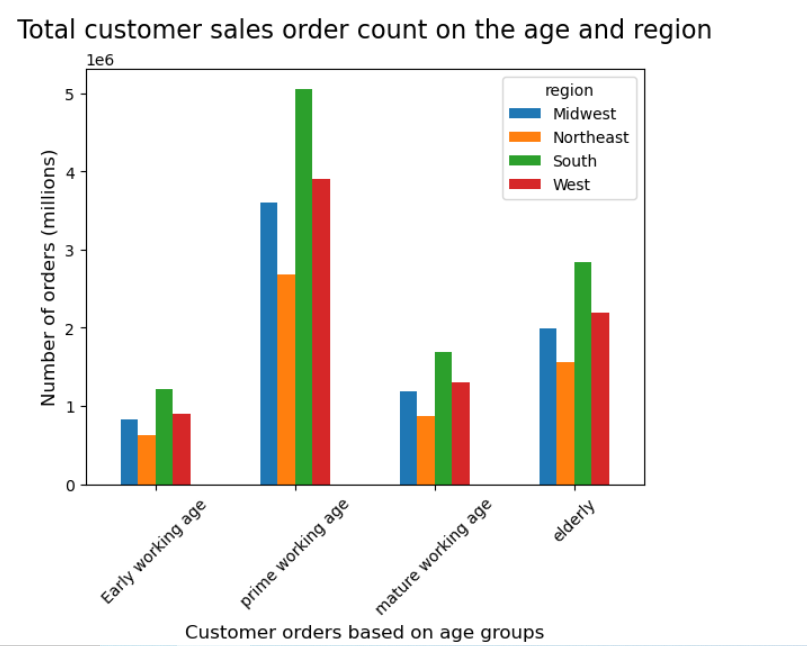 Total customer sales order count on the age and region
1e6
Number of orders (millions)
5
4
3
2
1
0
region
Midwest
Northeast
South
West
Early working age
prime working age
mature working age
elderly
Customer orders based on age groups